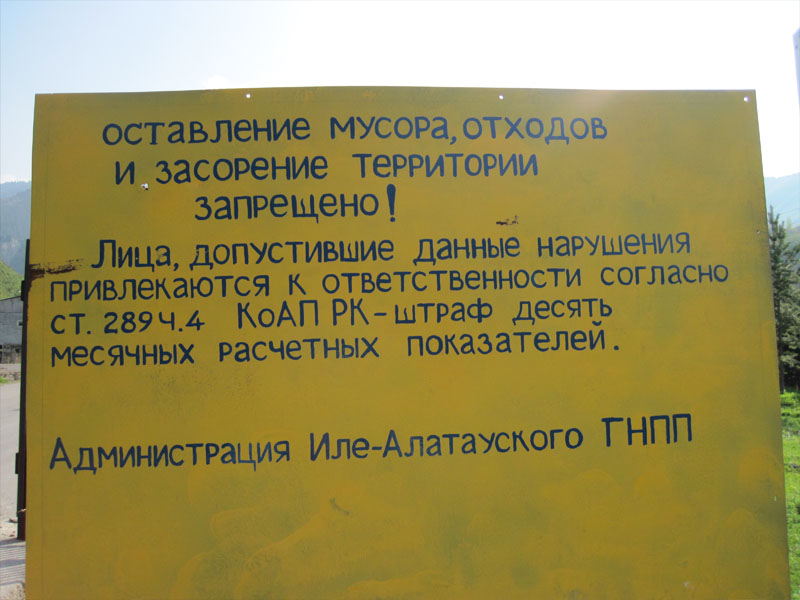 ОСТАВЛЕНИЕ МУСОРА, ОТХОДОВ
И ЗАСОРЕНИЕ ТЕРРИТОРИИ
ЗАПРЕЩЕНО!
Лица, допустившие данные нарушения
привлекаются к ответственности согласно
ст. 289 ч.4 КоАП РК – штраф десять
месячных расчетных показателей.
Администрация Иле-Алатауского ГНПП